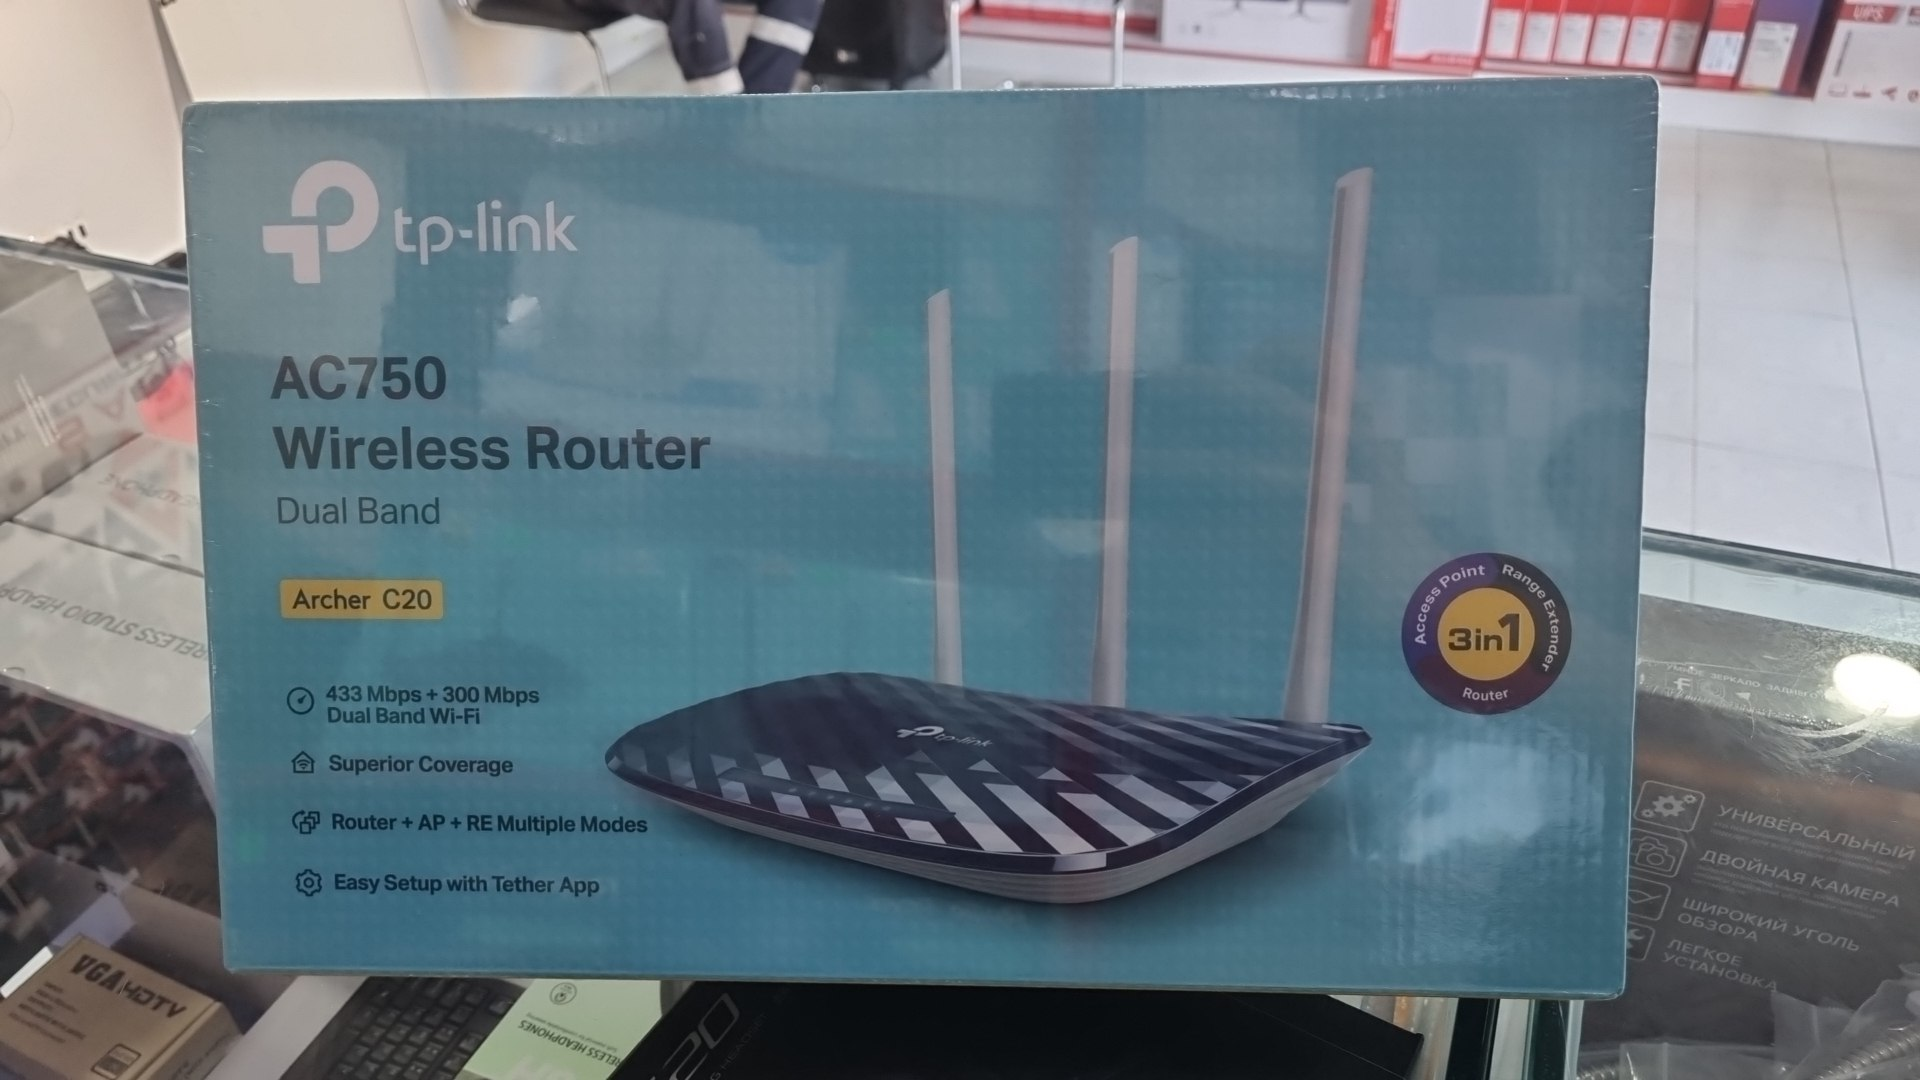 UPS
tp-link
AC750
Wireless Router
Dual Band
Archer C20
433 Mbps + 300 Mbps
Dual Band Wi-Fi
Superior Coverage
Router + AP + RE Multiple Modes
Easy Setup with Tether App
tp-link
Access Point
Range Extender
3in1
Router
УНИВЕРСАЛЬНЫЙ
ДВОЙНАЯ КАМЕРА
ШИРОКИЙ УГОЛЬ
ОБЗОРА
ЛЕГКОЕ
УСТАНОВКА
VGA HDTV